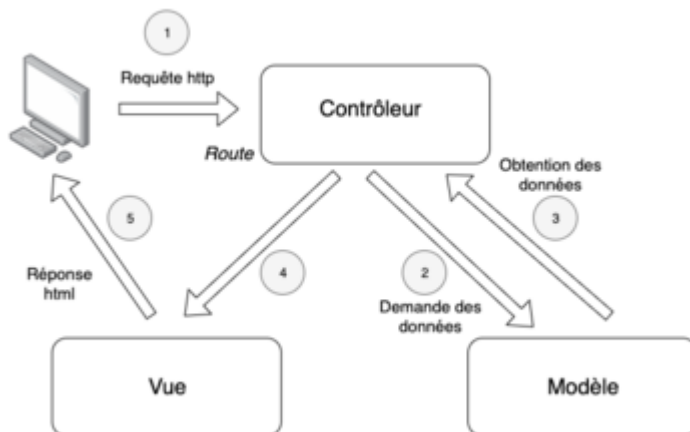 1
Requête http
Contrôleur
Route
Obtention des
données
3
5
4
2
Réponse
html
Demande des
données
Vue
Modèle